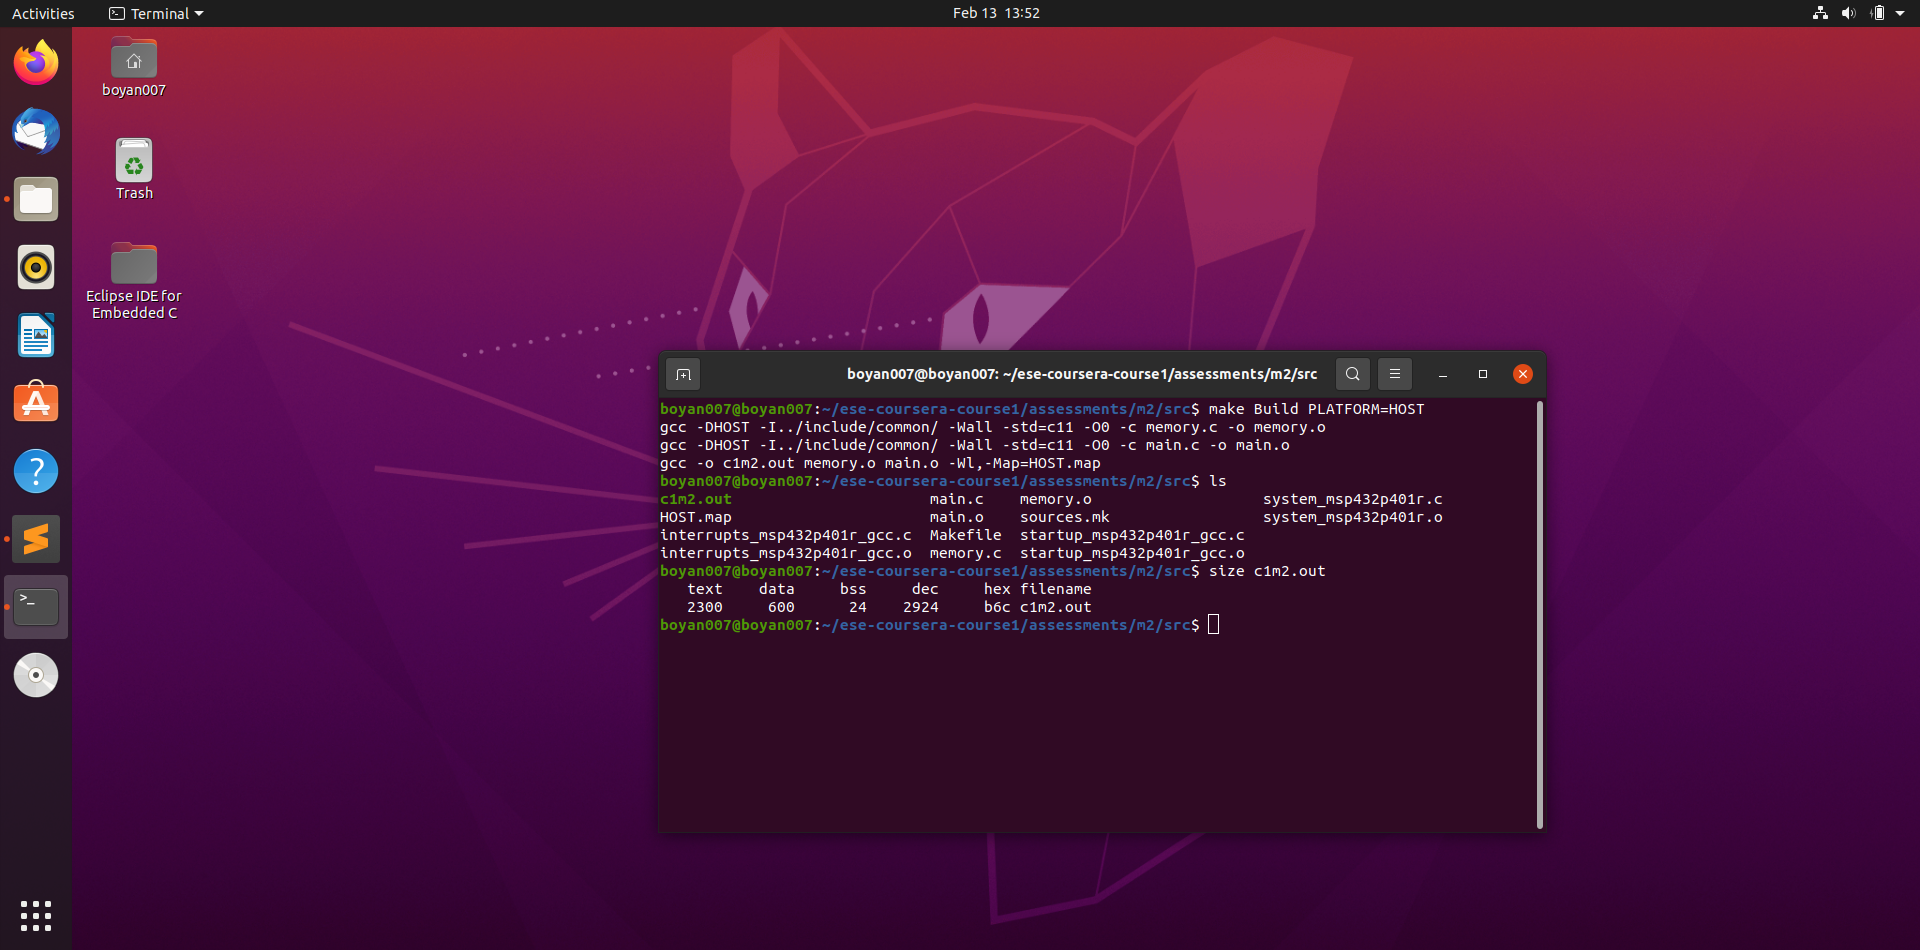 Activities
Terminal
Feb 13 13:52
boyan007
Trash
Eclipse IDE for
Embedded C
boyan007@boyan007: ~/ese-coursera-course1/assessments/m2/src
boyan007@boyan007:~/ese-coursera-course1/assessments/m2/src$ make Build PLATFORM=HOST
gcc -DHOST -I../include/common/ -Wall -std=c11 -O0 -c memory.c -o memory.o
gcc -DHOST -I../include/common/ -Wall -std=c11 -O0 -c main.c -o main.o
gcc -o c1m2.out memory.o main.o -Wl,-Map=HOST.map
boyan007@boyan007:~/ese-coursera-course1/assessments/m2/src$ ls
c1m2.out main.c memory.o system_msp432p401r.c
HOST.map main.o sources.mk system_msp432p401r.o
interrupts_msp432p401r_gcc.c Makefile startup_msp432p401r_gcc.c
interrupts_msp432p401r_gcc.o memory.c startup_msp432p401r_gcc.o
boyan007@boyan007:~/ese-coursera-course1/assessments/m2/src$ size c1m2.out
text data bss dec hex filename
2300 600 24 2924 b6c c1m2.out
boyan007@boyan007:~/ese-coursera-course1/assessments/m2/src$